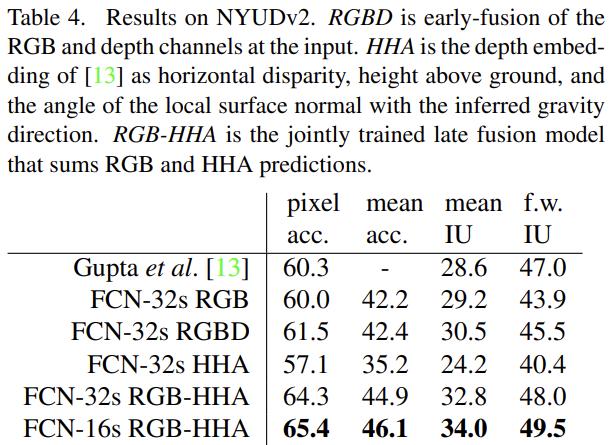 Table 4. Results on NYUDv2. RGBD is early-fusion of the
RGB and depth channels at the input. HHA is the depth embed-
ding of [13] as horizontal disparity, height above ground, and
the angle of the local surface normal with the inferred gravity
direction. RGB-HHA is the jointly trained late fusion model
that sums RGB and HHA predictions.
pixel mean mean f.w.
acc. acc. IU IU
Gupta et al. [13] 60.3 - 28.6 47.0
FCN-32s RGB 60.0 42.2 29.2 43.9
FCN-32s RGBD 61.5 42.4 30.5 45.5
FCN-32s HHA 57.1 35.2 24.2 40.4
FCN-32s RGB-HHA 64.3 44.9 32.8 48.0
FCN-16s RGB-HHA 65.4 46.1 34.0 49.5